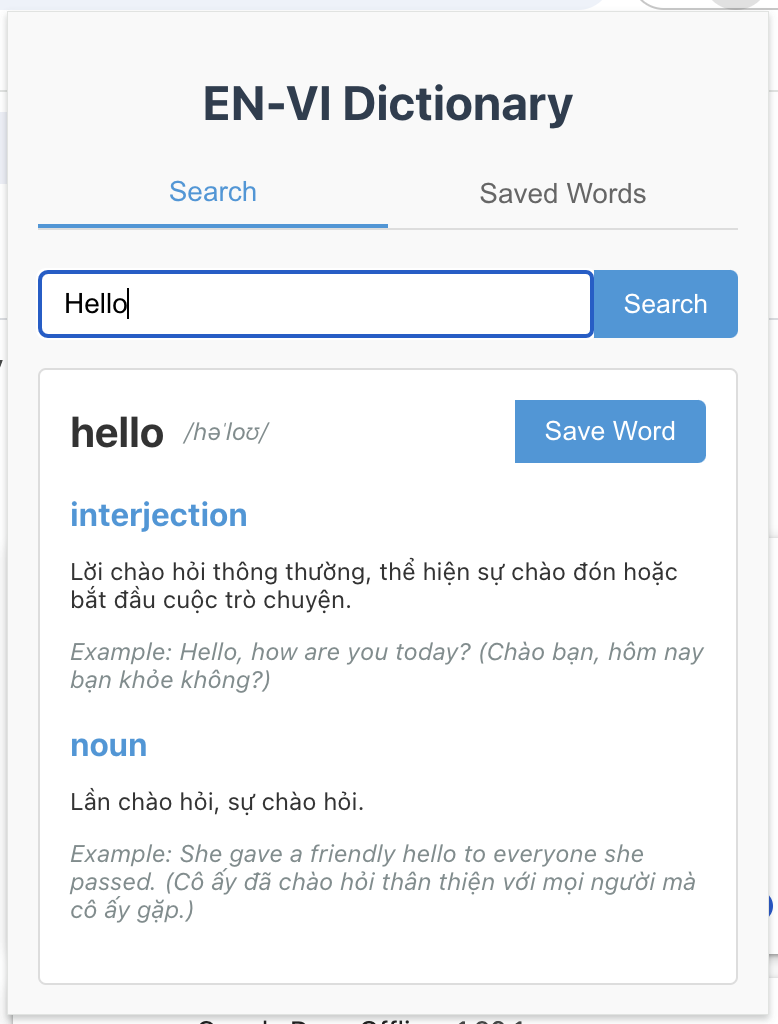 EN-VI Dictionary
Search
Saved Words
Hello
Search
hello /həˈloʊ/
Save Word
interjection
Lời chào hỏi thông thường, thể hiện sự chào đón hoặc
bắt đầu cuộc trò chuyện.
Example: Hello, how are you today? (Chào bạn, hôm nay
bạn khỏe không?)
noun
Lần chào hỏi, sự chào hỏi.
Example: She gave a friendly hello to everyone she
passed. (Cô ấy đã chào hỏi thân thiện với mọi người mà
cô ấy gặp.)